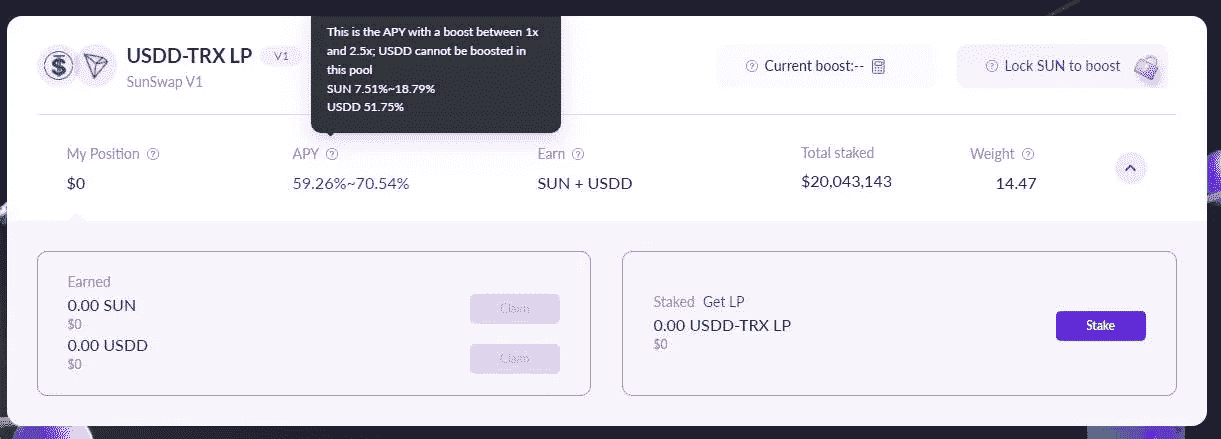 This is the APY with a boost between 1x
and 2.5x; USDD cannot be boosted in
this pool
SUN 7.51%~18.79%
USDD 51.75%
USDD-TRX LP V1
SunSwap V1
Current boost:--
Lock SUN to boost
My Position
$0
APY
59.26%~70.54%
Earn
SUN + USDD
Total staked
$20,043,143
Weight
14.47
Earned
0.00 SUN
$0
Claim
0.00 USDD
$0
Claim
Staked Get LP
0.00 USDD-TRX LP
$0
Stake